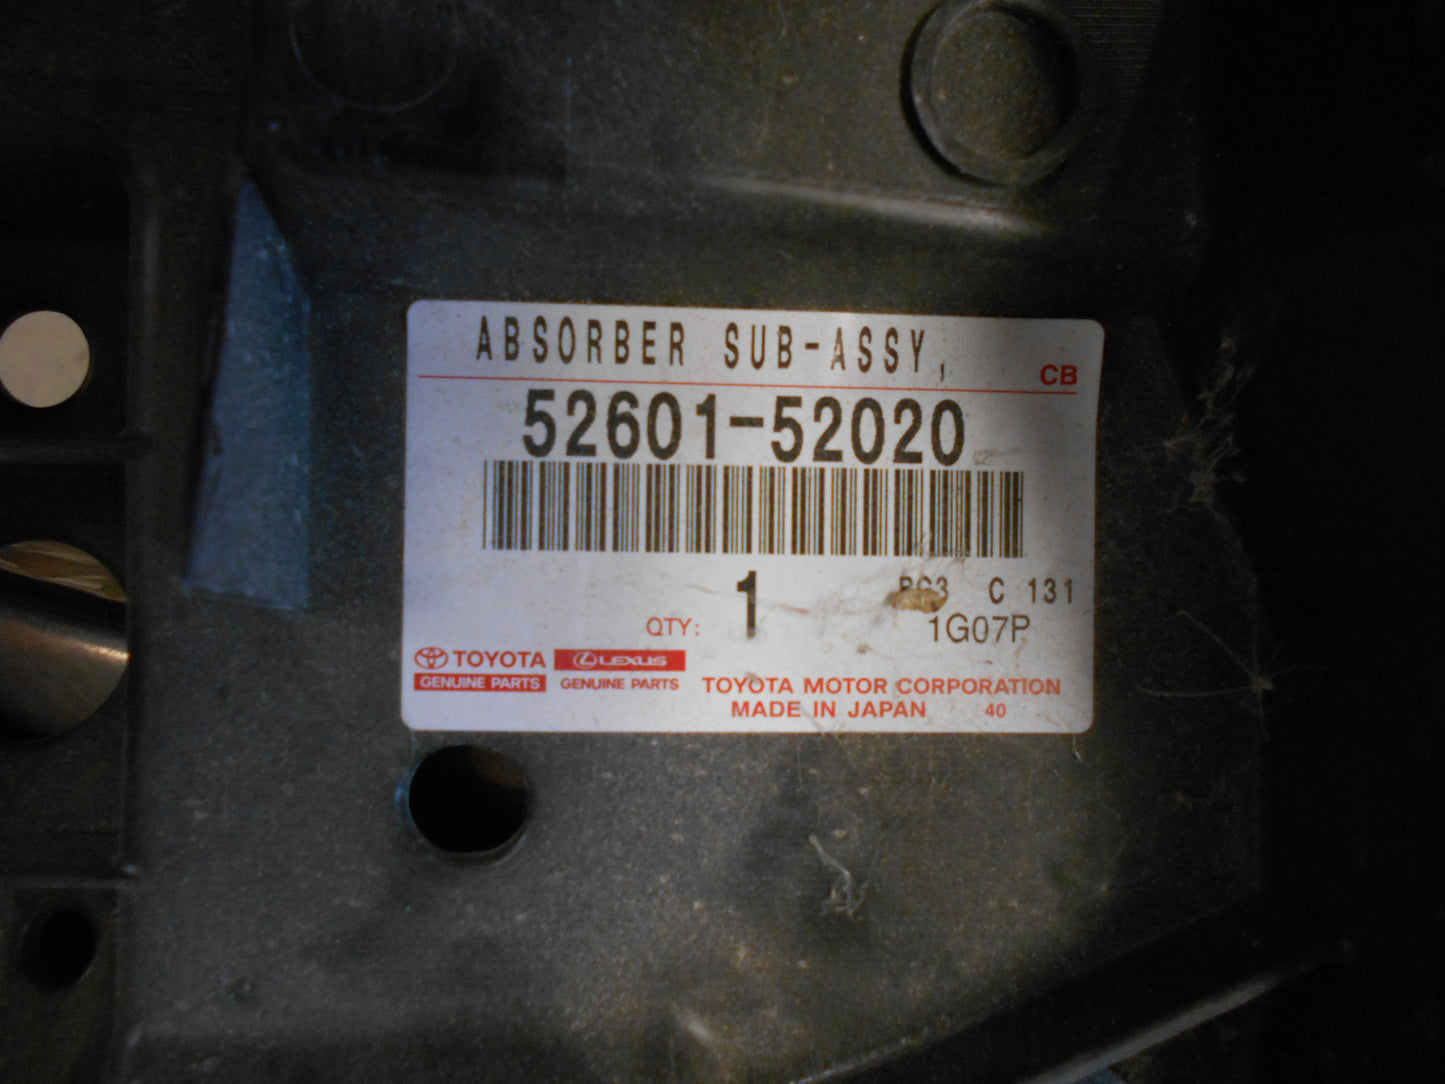 ABSORBER SUB-ASSY,
CB
52601-52020
1
C 131
QTY:
1G07P
TOYOTA LEXUS
GENUINE PARTS GENUINE PARTS
TOYOTA MOTOR CORPORATION
MADE IN JAPAN 40